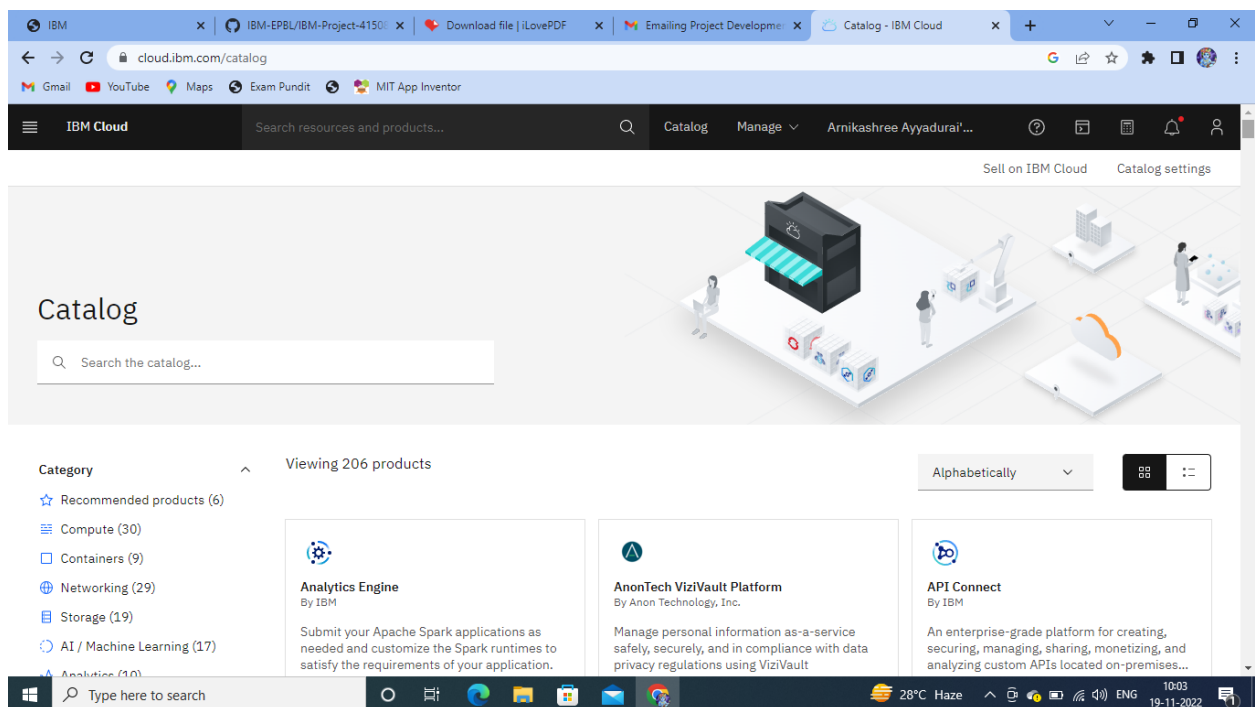 IBM
IBM-EPBL/IBM-Project-4150
Download file | iLovePDF
Emailing Project Developme
Catalog - IBM Cloud
cloud.ibm.com/catalog
Gmail
YouTube
Maps
Exam Pundit
MIT App Inventor
IBM Cloud
Search resources and products...
Catalog
Manage
Arnikashree Ayyadurai'...
Sell on IBM Cloud
Catalog settings
Catalog
Search the catalog...
Category
Recommended products (6)
Compute (30)
Containers (9)
Networking (29)
Storage (19)
AI / Machine Learning (17)
Analytics (10)
Viewing 206 products
Alphabetically
Analytics Engine
By IBM
Submit your Apache Spark applications as
needed and customize the Spark runtimes to
satisfy the requirements of your application.
AnonTech ViziVault Platform
By Anon Technology, Inc.
Manage personal information as-a-service
safely, securely, and in compliance with data
privacy regulations using ViziVault
API Connect
By IBM
An enterprise-grade platform for creating,
securing, managing, sharing, monetizing, and
analyzing custom APIs located on-premises...
Type here to search
28°C Haze
ENG
10:03
19-11-2022
1